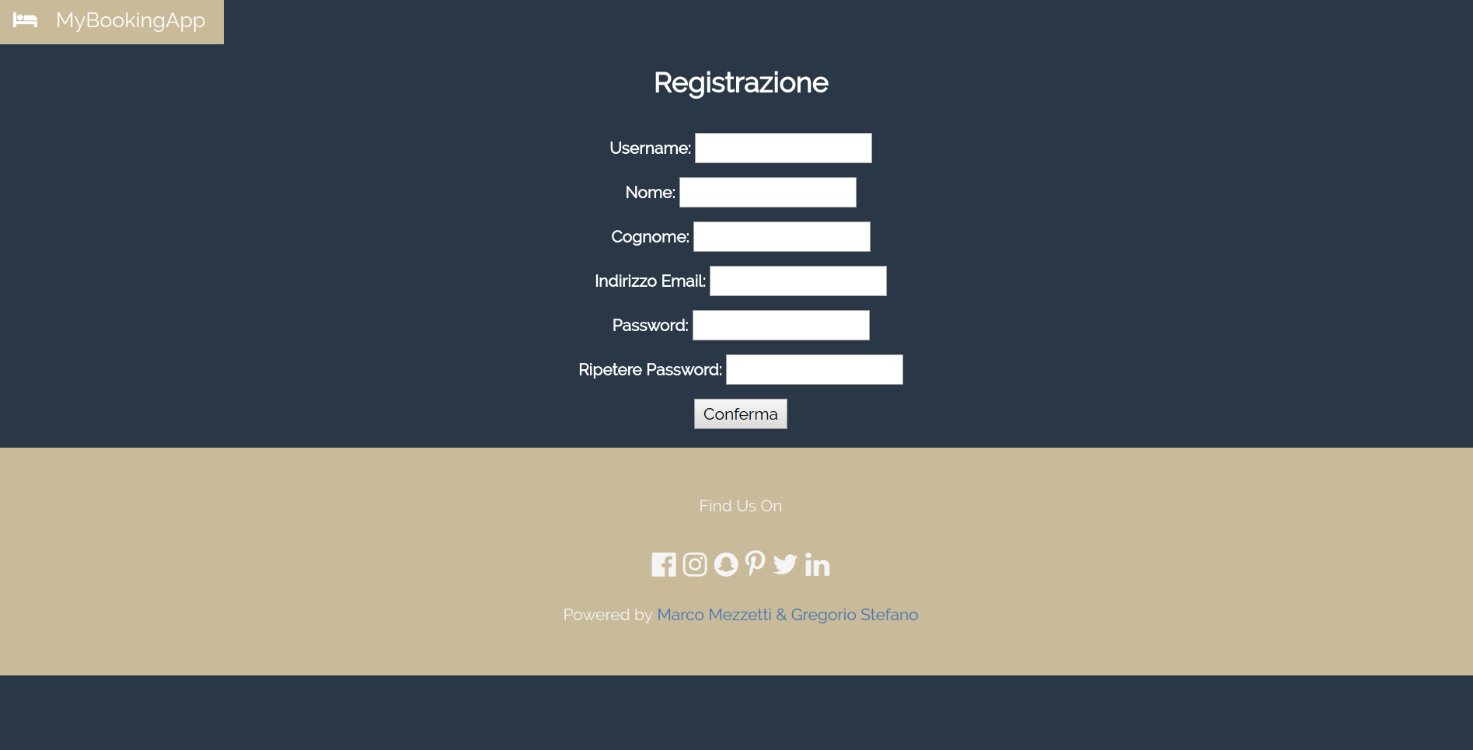 MyBookingApp
Registrazione
Username:
Nome:
Cognome:
Indirizzo Email:
Password:
Ripetere Password:
Conferma
Find Us On
Powered by Marco Mezzetti & Gregorio Stefano